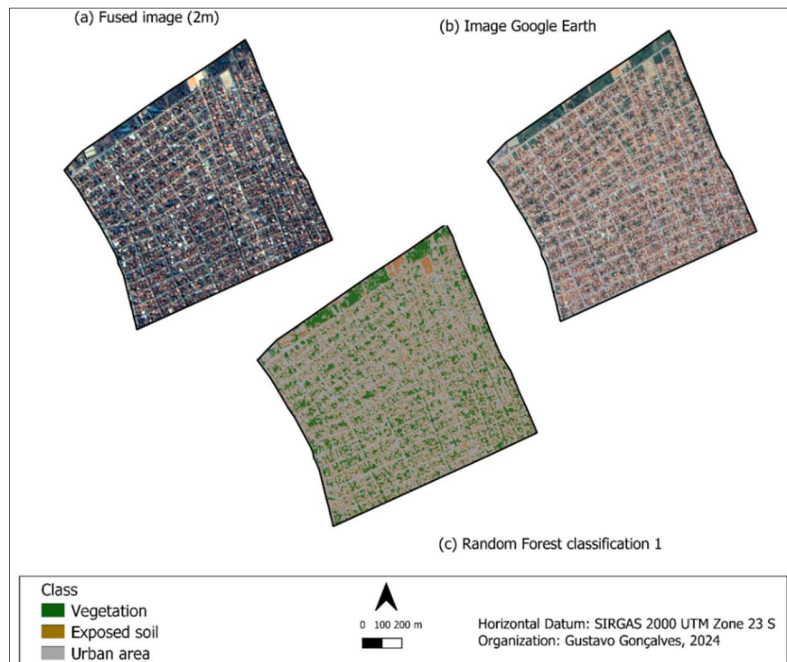 (a) Fused image (2m)
(b) Image Google Earth
(c) Random Forest classification 1
Class
Vegetation
Exposed soil
Urban area
0 100 200 m
Horizontal Datum: SIRGAS 2000 UTM Zone 23 S
Organization: Gustavo Gonçalves, 2024